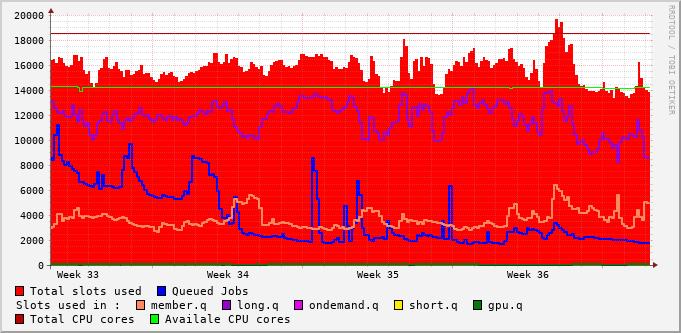 20000
18000
16000
14000
12000
10000
8000
6000
4000
2000
0
Week 33 Week 34 Week 35 Week 36
RRDTOOL / TOBI OETIKER
Total slots used Queued Jobs
Slots used in : member.q long.q ondemand.q short.q gpu.q
Total CPU cores Availale CPU cores